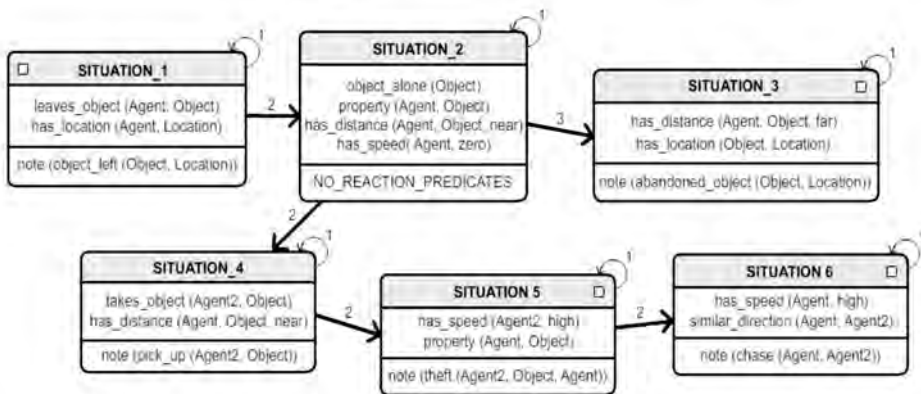 1
SITUATION_1
leaves_object (Agent, Object)
has_location (Agent, Location)
note (object_left (Object, Location))
2
1
SITUATION_2
object_alone (Object)
property (Agent, Object)
has_distance (Agent, Object, near)
has_speed( Agent, zero)
NO_REACTION_PREDICATES
3
1
SITUATION_3
has_distance (Agent, Object, far)
has_location (Object, Location)
note (abandoned_object (Object, Location))
2
1
SITUATION_4
takes_object (Agent2, Object)
has_distance (Agent, Object, near)
note (pick_up (Agent2, Object))
2
1
SITUATION 5
has_speed (Agent2, high)
property (Agent, Object)
note (theft (Agent2, Object, Agent))
2
1
SITUATION 6
has_speed (Agent, high)
similar_direction (Agent, Agent2)
note (chase (Agent, Agent2))